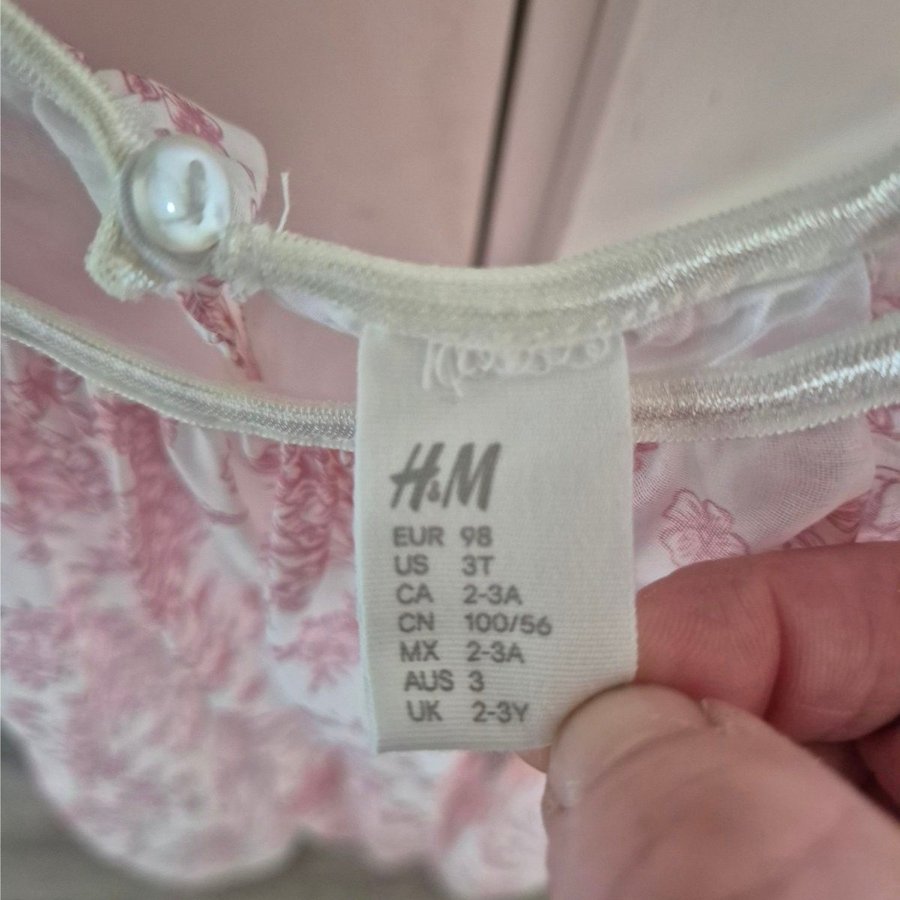 H&M
EUR 98
US 3T
CA 2-3A
CN 100/56
MX 2-3A
AUS 3
UK 2-3Y